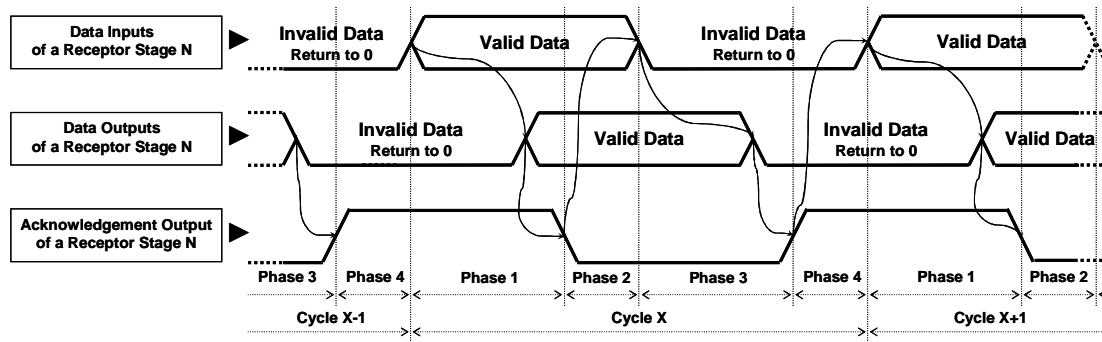 Data Inputs
of a Receptor Stage N
Invalid Data
Return to 0
Valid Data
Invalid Data
Return to 0
Valid Data
Data Outputs
of a Receptor Stage N
Invalid Data
Return to 0
Valid Data
Invalid Data
Return to 0
Valid Data
Acknowledgement Output
of a Receptor Stage N
Phase 3 Phase 4 Phase 1 Phase 2 Phase 3 Phase 4 Phase 1 Phase 2
Cycle X-1 Cycle X Cycle X+1